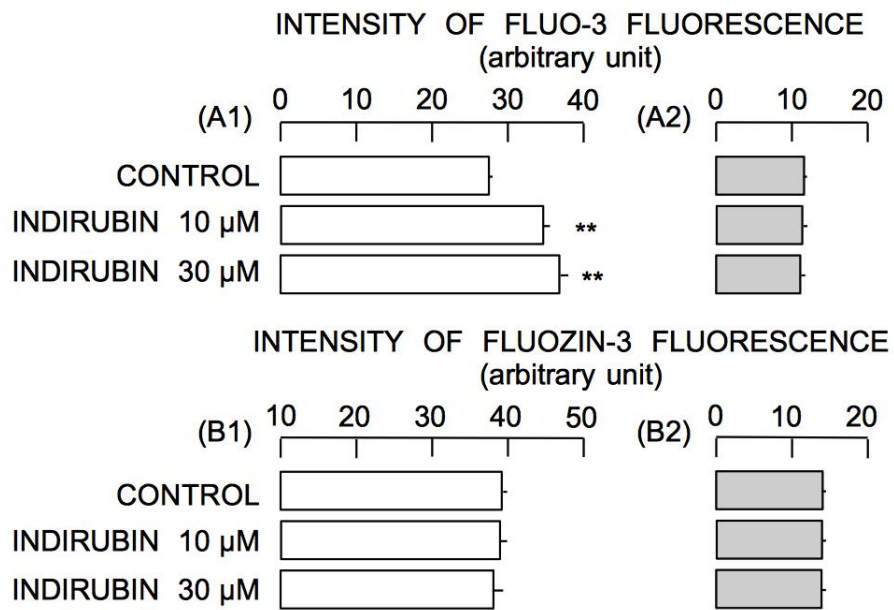 INTENSITY OF FLUO-3 FLUORESCENCE
(arbitrary unit)
0 10 20 30 40 0 10 20
(A1) (A2)
CONTROL
INDIRUBIN 10 μM **
INDIRUBIN 30 μM **
INTENSITY OF FLUOZIN-3 FLUORESCENCE
(arbitrary unit)
10 20 30 40 50 0 10 20
(B1) (B2)
CONTROL
INDIRUBIN 10 μM
INDIRUBIN 30 μM